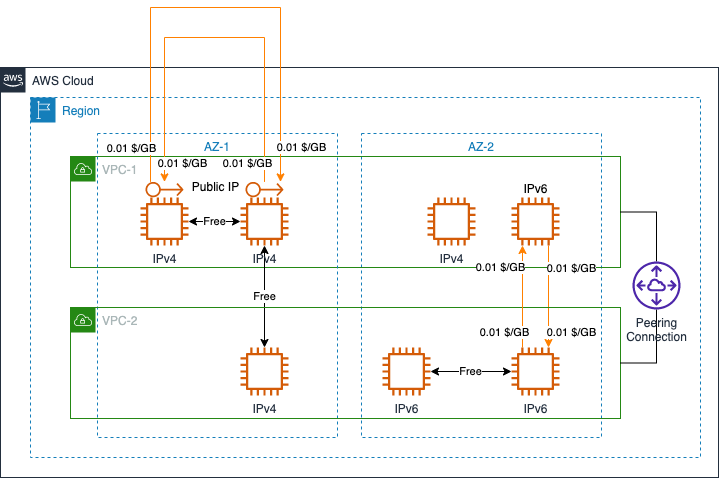 aws
AWS Cloud
Region
AZ-1
AZ-2
0.01 $/GB
0.01 $/GB
0.01 $/GB
0.01 $/GB
VPC-1
Public IP
IPv6
Free
IPv4
IPv4
IPv4
0.01 $/GB
0.01 $/GB
Free
Peering
Connection
VPC-2
0.01 $/GB
0.01 $/GB
Free
IPv4
IPv6
IPv6